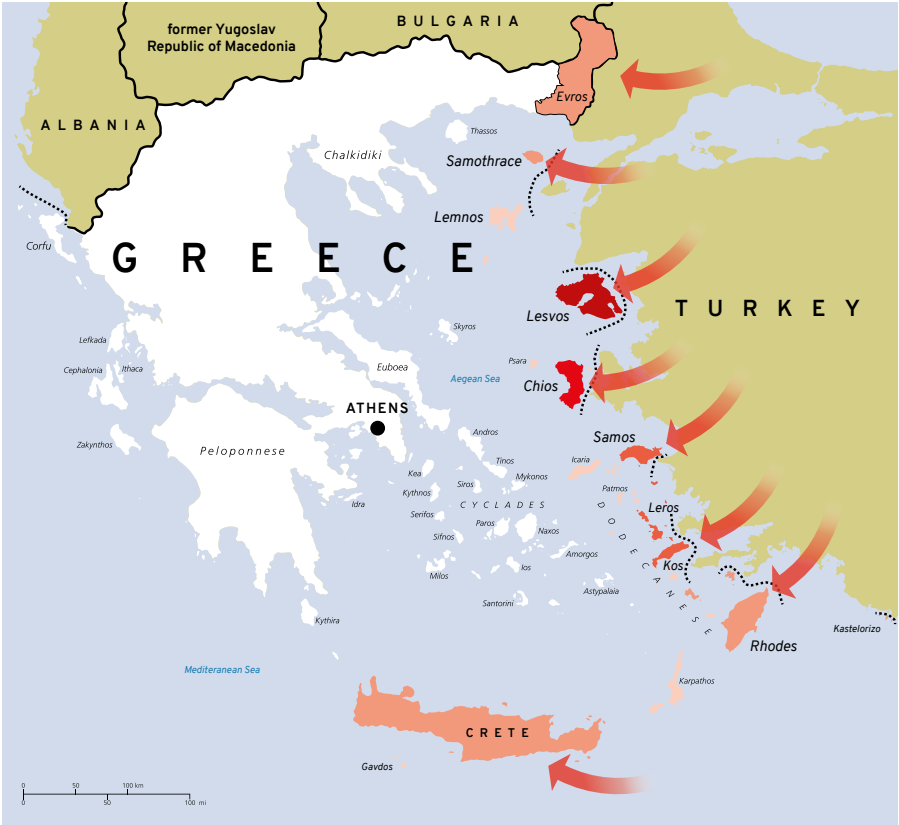 BULGARIA
former Yugoslav
Republic of Macedonia
Evros
ALBANIA
Thassos
Chalkidiki
Samothrace
Lemnos
Corfu
GREECE
TURKEY
Lesvos
Skyros
Lefkada
Cephalonia
Ithaca
Psara
Euboea
Aegean Sea
Chios
ATHENS
Zakynthos
Peloponnese
Andros
Samos
Tinos
Icaria
Kea
Mykonos
Siros
Kythnos
Patmos
Idra
CYCLADES
Leros
Serifos
Paros
Naxos
Sifnos
DODECANESE
Amorgos
Kos
Ios
Milos
Astypalaia
Santorini
Kythira
Kastelorizo
Rhodes
Mediteranean Sea
Karpathos
CRETE
Gavdos
0 50 100 km
0 50 100 mi